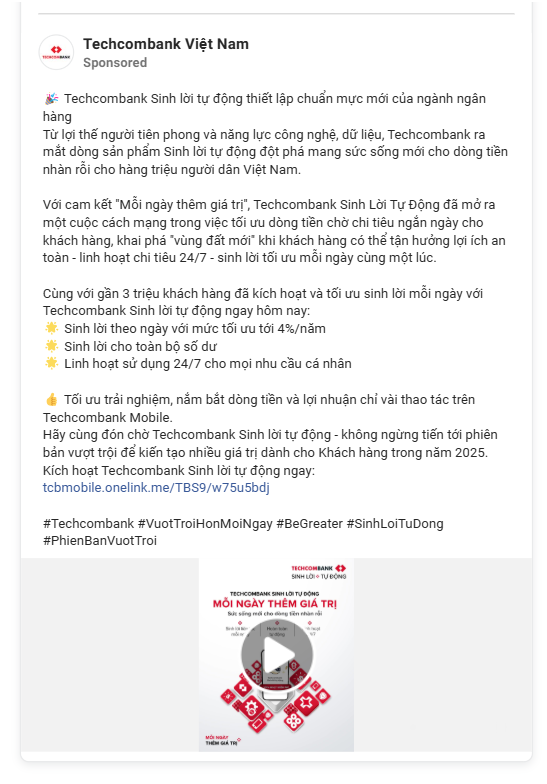 Techcombank Việt Nam
Sponsored
TECHCOMBANK
🎉 Techcombank Sinh lời tự động thiết lập chuẩn mực mới của ngành ngân
hàng
Từ lợi thế người tiên phong và năng lực công nghệ, dữ liệu, Techcombank ra
mắt dòng sản phẩm Sinh lời tự động đột phá mang sức sống mới cho dòng tiền
nhàn rỗi cho hàng triệu người dân Việt Nam.
Với cam kết "Mỗi ngày thêm giá trị", Techcombank Sinh Lời Tự Động đã mở ra
một cuộc cách mạng trong việc tối ưu dòng tiền chờ chi tiêu ngắn ngày cho
khách hàng, khai phá "vùng đất mới" khi khách hàng có thể tận hưởng lợi ích an
toàn - linh hoạt chi tiêu 24/7 - sinh lời tối ưu mỗi ngày cùng một lúc.
Cùng với gần 3 triệu khách hàng đã kích hoạt và tối ưu sinh lời mỗi ngày với
Techcombank Sinh lời tự động ngay hôm nay:
🌟 Sinh lời theo ngày với mức tối ưu tới 4%/năm
🌟 Sinh lời cho toàn bộ số dư
🌟 Linh hoạt sử dụng 24/7 cho mọi nhu cầu cá nhân
👍 Tối ưu trải nghiệm, nắm bắt dòng tiền và lợi nhuận chỉ vài thao tác trên
Techcombank Mobile.
Hãy cùng đón chờ Techcombank Sinh lời tự động - không ngừng tiến tới phiên
bản vượt trội để kiến tạo nhiều giá trị dành cho Khách hàng trong năm 2025.
Kích hoạt Techcombank Sinh lời tự động ngay:
tcbmobile.onelink.me/TBS9/w75u5bdj
#Techcombank #VuotTroiHonMoiNgay #BeGreater #SinhLoiTuDong
#PhienBanVuotTroi
TECHCOMBANK
SINH LỜI TỰ ĐỘNG
TECHCOMBANK SINH LỜI TỰ ĐỘNG
MỖI NGÀY THÊM GIÁ TRỊ
Sức sống mới cho dòng tiền nhàn rỗi
MỖI NGÀY
THÊM GIÁ TRỊ